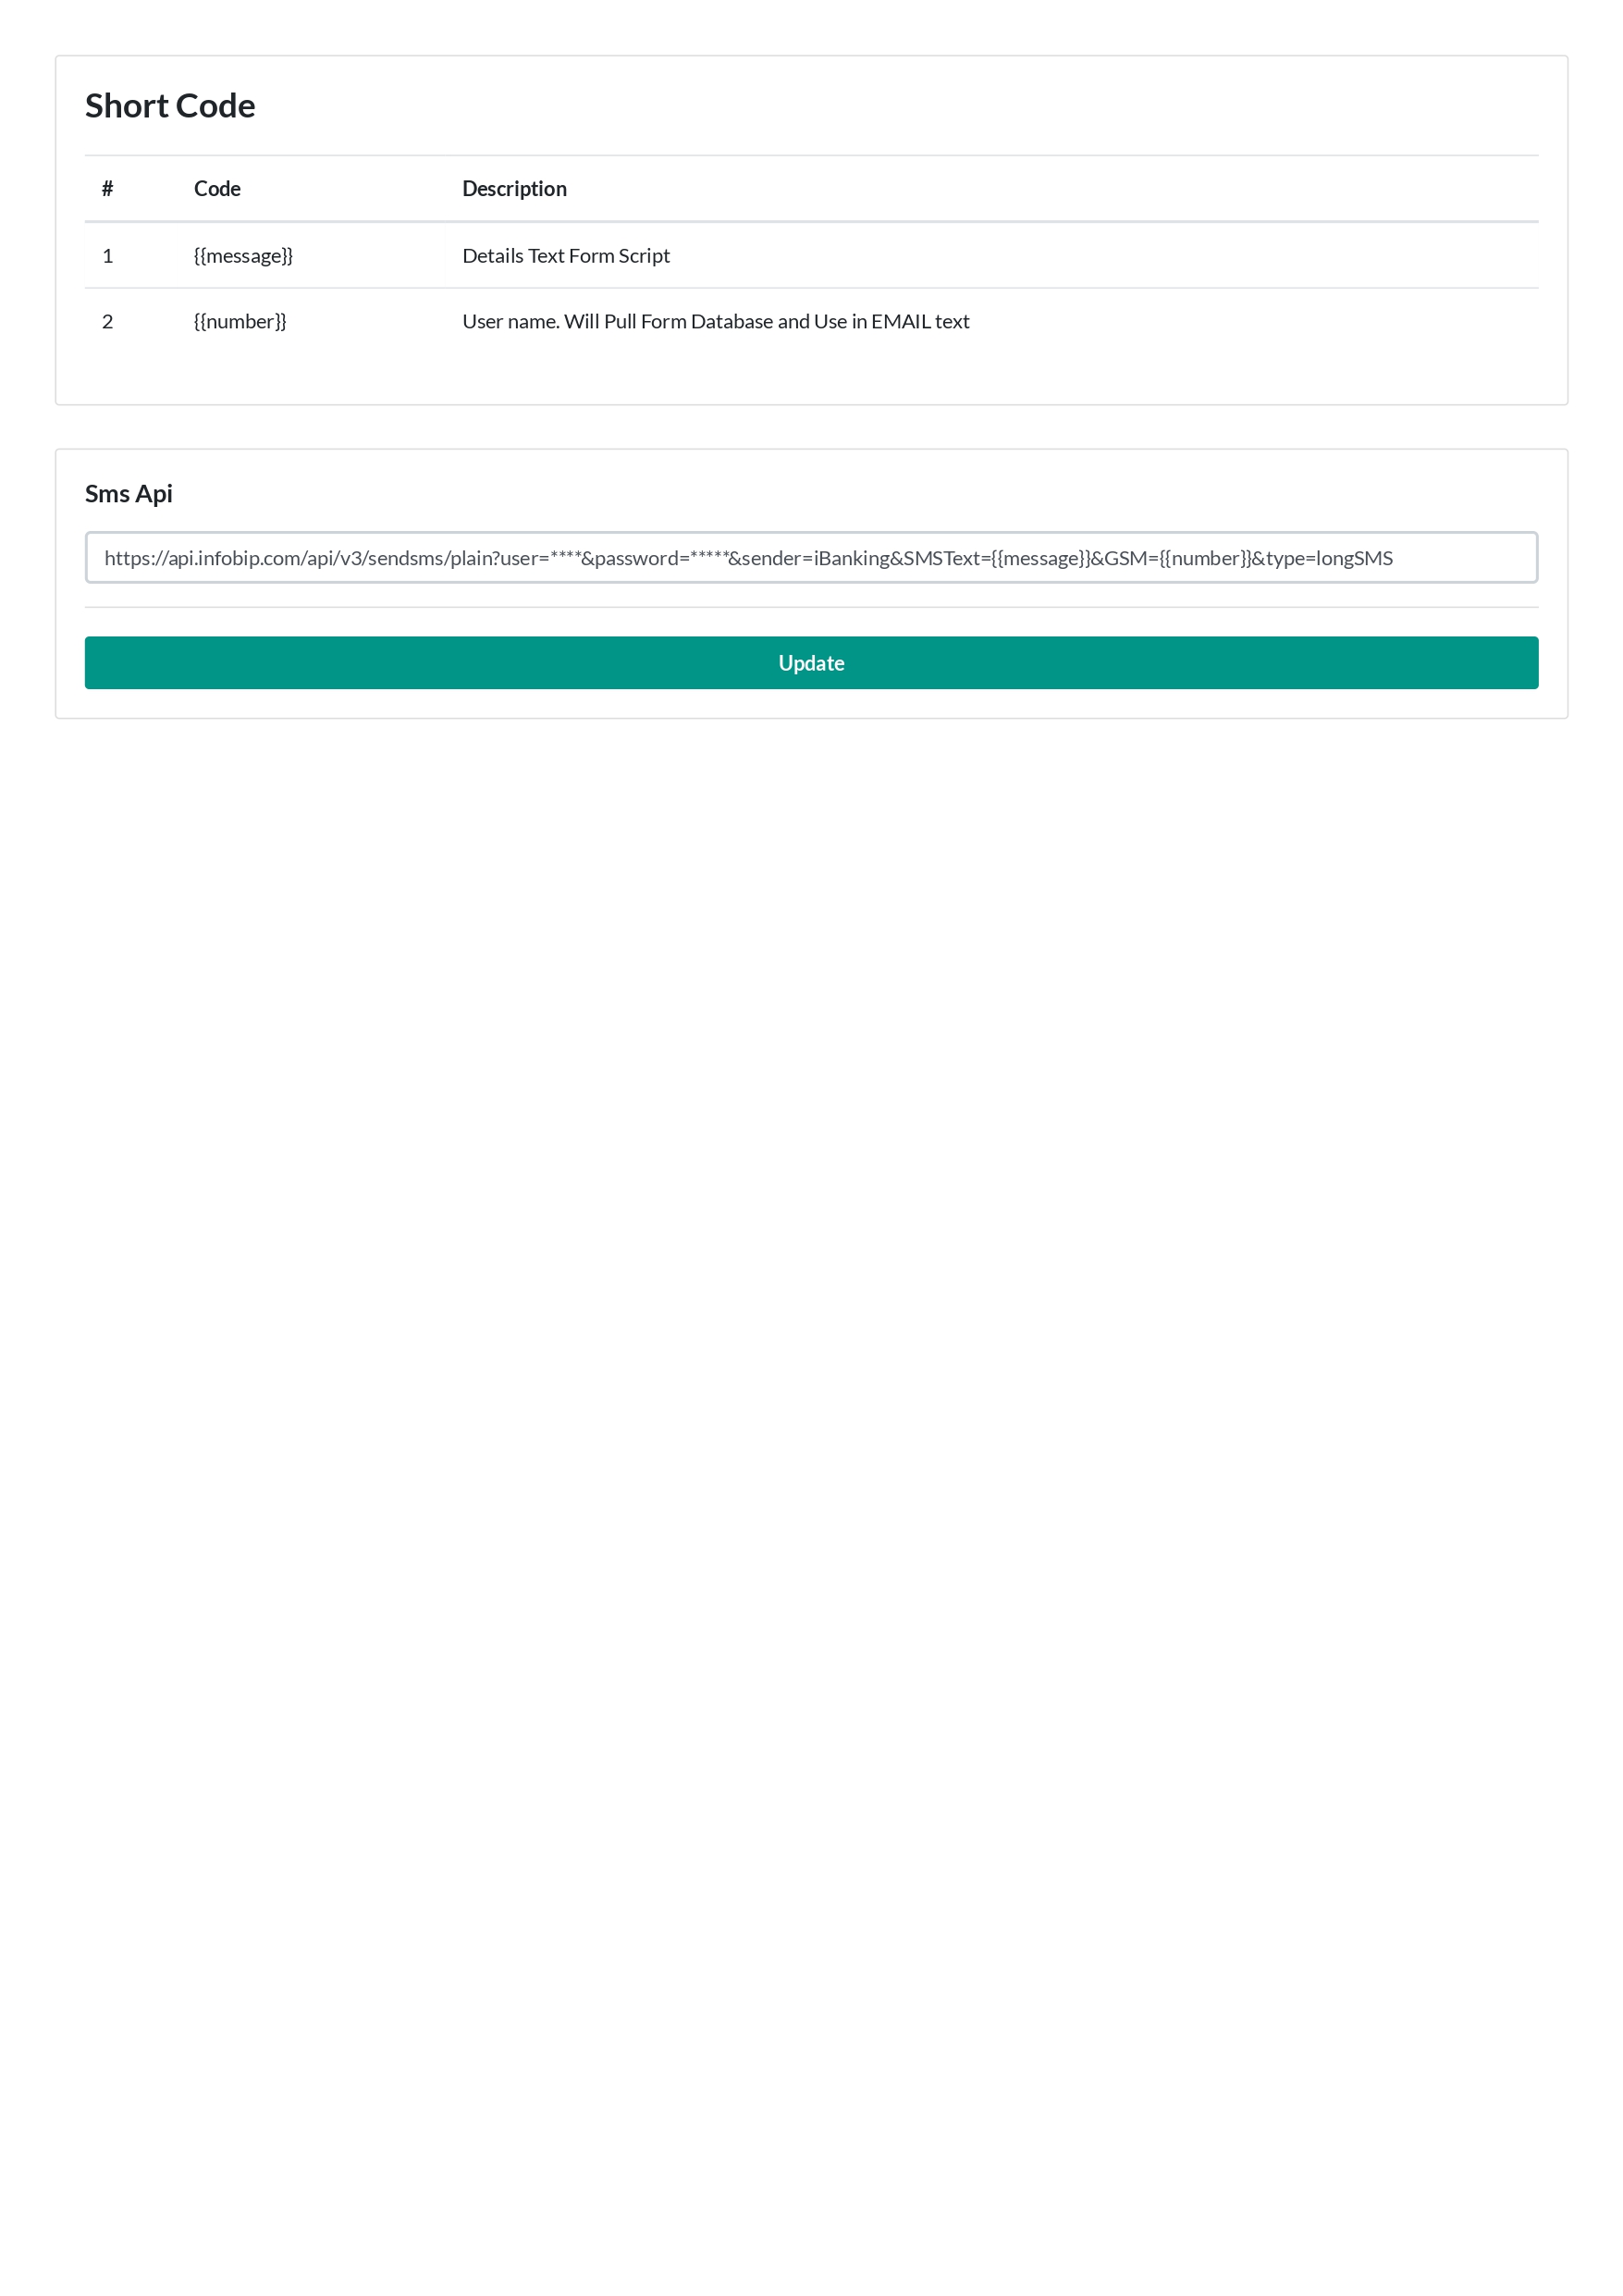 Short Code
# Code Description
1 {{message}} Details Text Form Script
2 {{number}} User name. Will Pull Form Database and Use in EMAIL text
Sms Api
https://api.infobip.com/api/v3/sendsms/plain?user=****&password=*****&sender=iBanking&SMSText={{message}}&GSM={{number}}&type=longSMS
Update